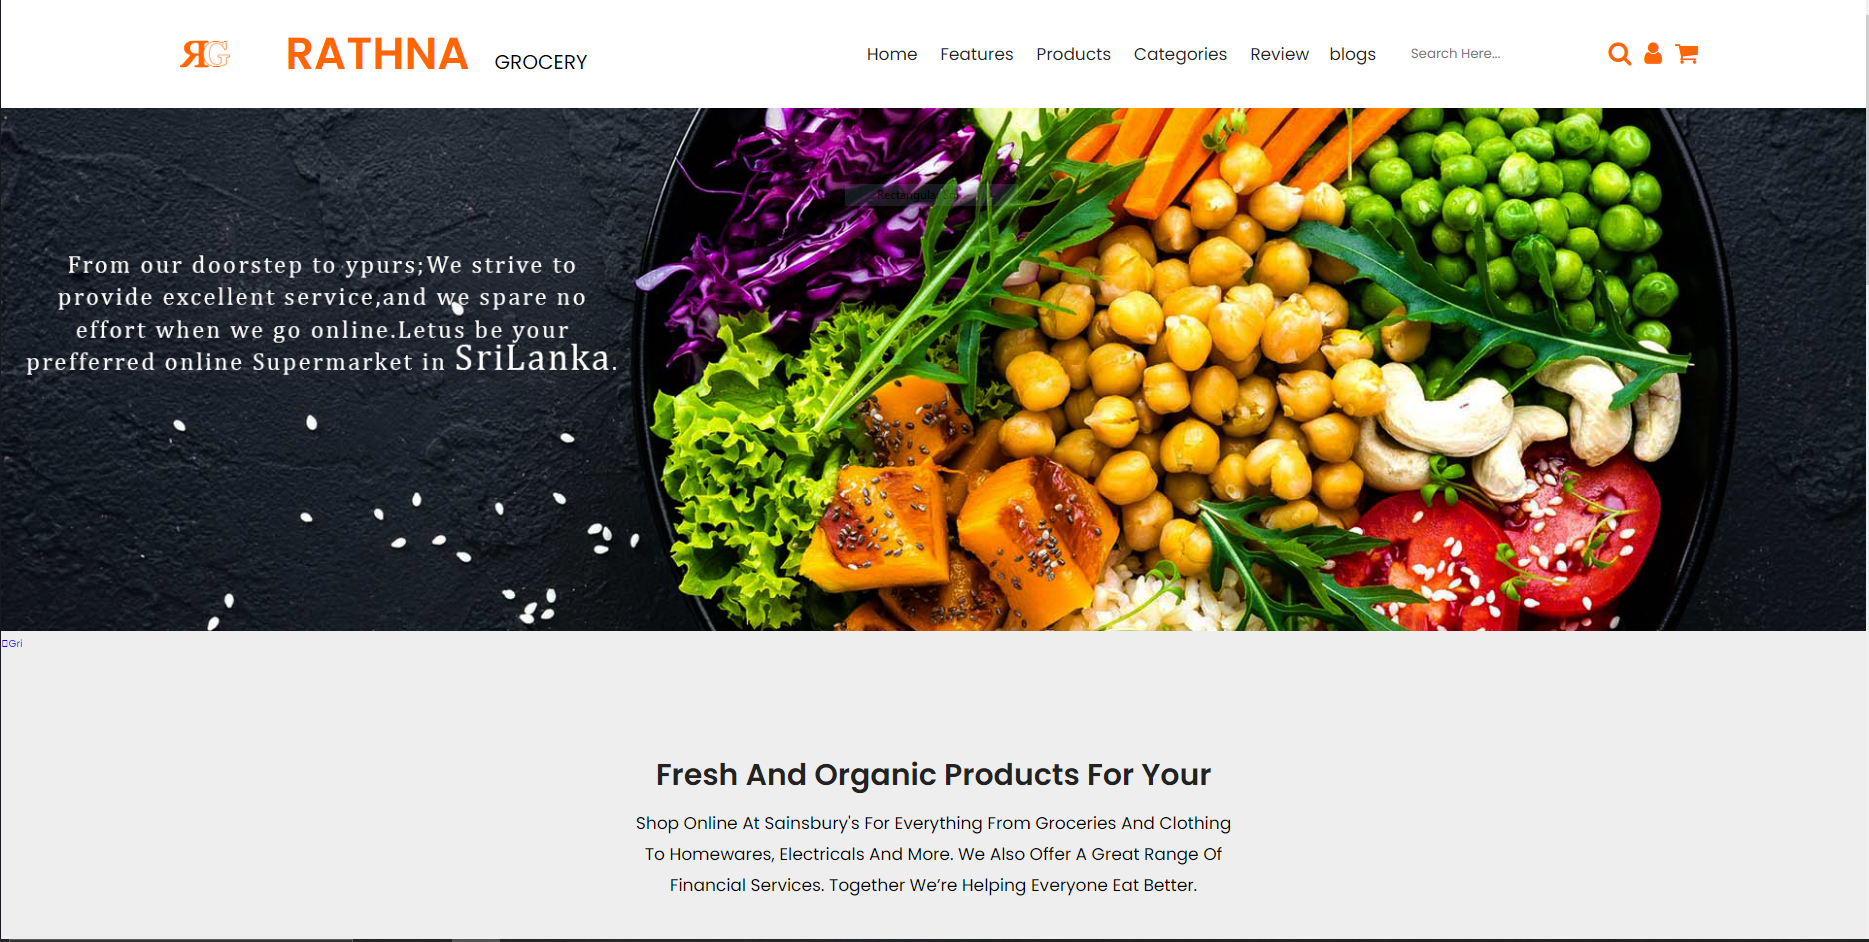 RG
RATHNA GROCERY
Home Features Products Categories Review blogs Search Here...
From our doorstep to ypurs;We strive to
provide excellent service,and we spare no
effort when we go online.Letus be your
prefferred online Supermarket in SriLanka.
Gri
Fresh And Organic Products For Your
Shop Online At Sainsbury's For Everything From Groceries And Clothing
To Homewares, Electricals And More. We Also Offer A Great Range Of
Financial Services. Together We’re Helping Everyone Eat Better.